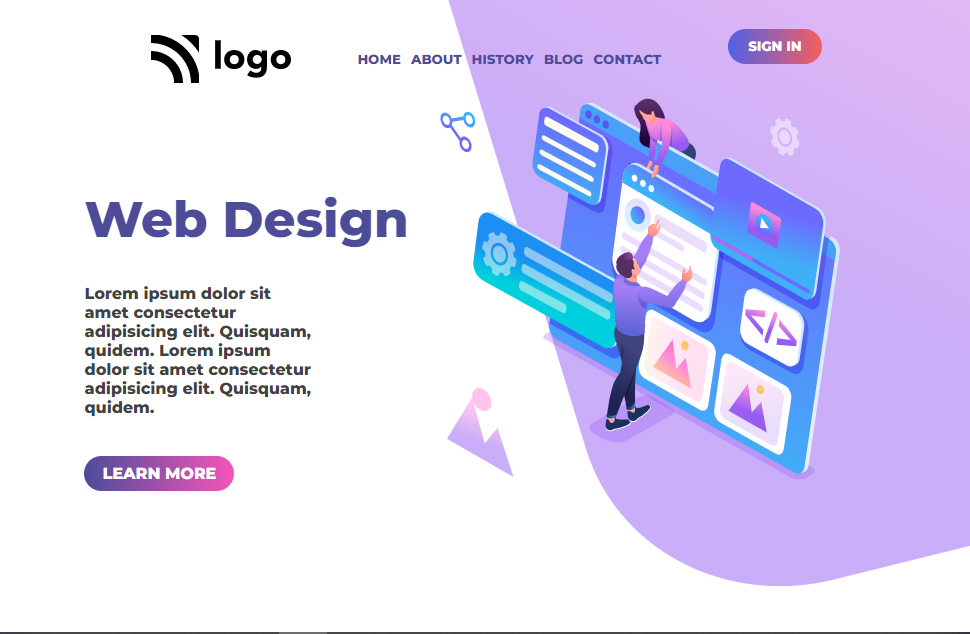 logo
HOME ABOUT HISTORY BLOG CONTACT
SIGN IN
Web Design
Lorem ipsum dolor sit
amet consectetur
adipisicing elit. Quisquam,
quidem. Lorem ipsum
dolor sit amet consectetur
adipisicing elit. Quisquam,
quidem.
LEARN MORE
</>